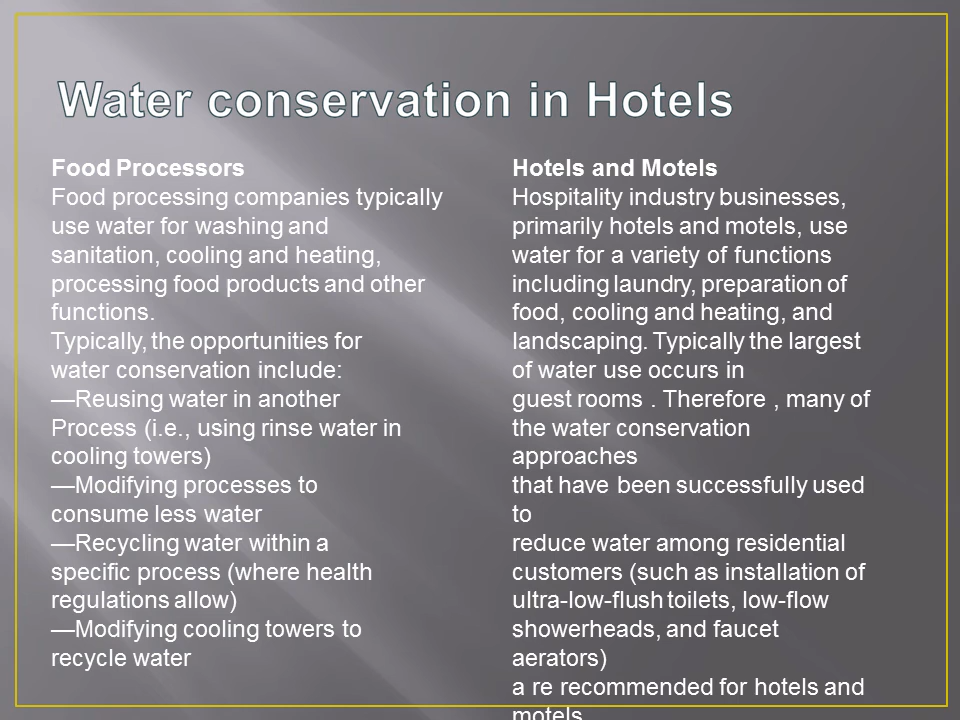 Water conservation in Hotels
Food Processors
Food processing companies typically
use water for washing and
sanitation, cooling and heating,
processing food products and other
functions.
Typically, the opportunities for
water conservation include:
—Reusing water in another
Process (i.e., using rinse water in
cooling towers)
—Modifying processes to
consume less water
—Recycling water within a
specific process (where health
regulations allow)
—Modifying cooling towers to
recycle water
Hotels and Motels
Hospitality industry businesses,
primarily hotels and motels, use
water for a variety of functions
including laundry, preparation of
food, cooling and heating, and
landscaping. Typically the largest
of water use occurs in
guest rooms . Therefore , many of
the water conservation
approaches
that have been successfully used
to
reduce water among residential
customers (such as installation of
ultra-low-flush toilets, low-flow
showerheads, and faucet
aerators)
a re recommended for hotels and
motels